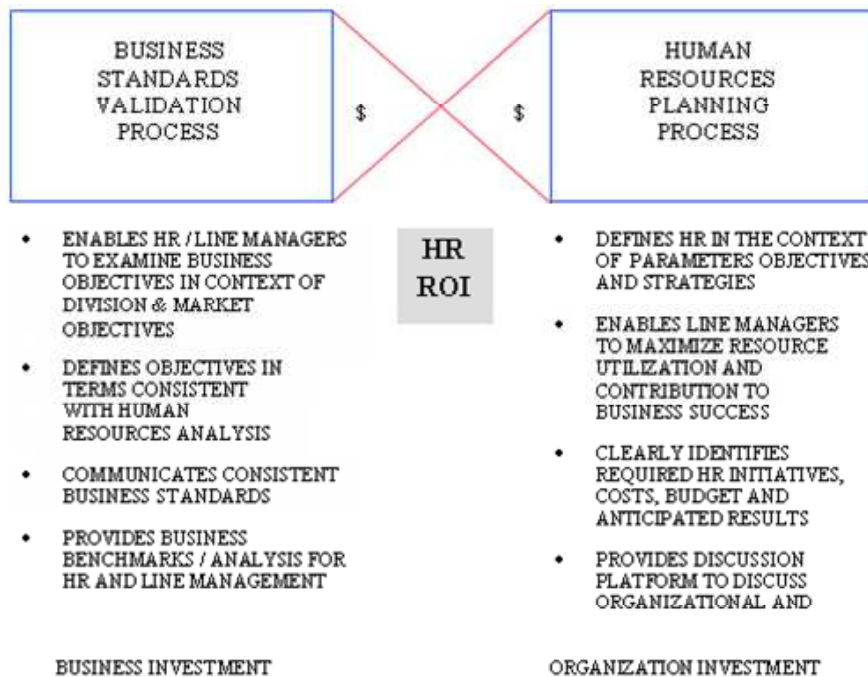 BUSINESS
STANDARDS
VALIDATION
PROCESS
$
$
HUMAN
RESOURCES
PLANNING
PROCESS
• ENABLES HR / LINE MANAGERS
TO EXAMINE BUSINESS
OBJECTIVES IN CONTEXT OF
DIVISION & MARKET
OBJECTIVES
• DEFINES OBJECTIVES IN
TERMS CONSISTENT
WITH HUMAN
RESOURCES ANALYSIS
• COMMUNICATES CONSISTENT
BUSINESS STANDARDS
• PROVIDES BUSINESS
BENCHMARKS / ANALYSIS FOR
HR AND LINE MANAGEMENT
BUSINESS INVESTMENT
HR
ROI
• DEFINES HR IN THE CONTEXT
OF PARAMETERS OBJECTIVES
AND STRATEGIES
• ENABLES LINE MANAGERS
TO MAXIMIZE RESOURCE
UTILIZATION AND
CONTRIBUTION TO
BUSINESS SUCCESS
• CLEARLY IDENTIFIES
REQUIRED HR INITIATIVES,
COSTS, BUDGET AND
ANTICIPATED RESULTS
• PROVIDES DISCUSSION
PLATFORM TO DISCUSS
ORGANIZATIONAL AND
ORGANIZATION INVESTMENT